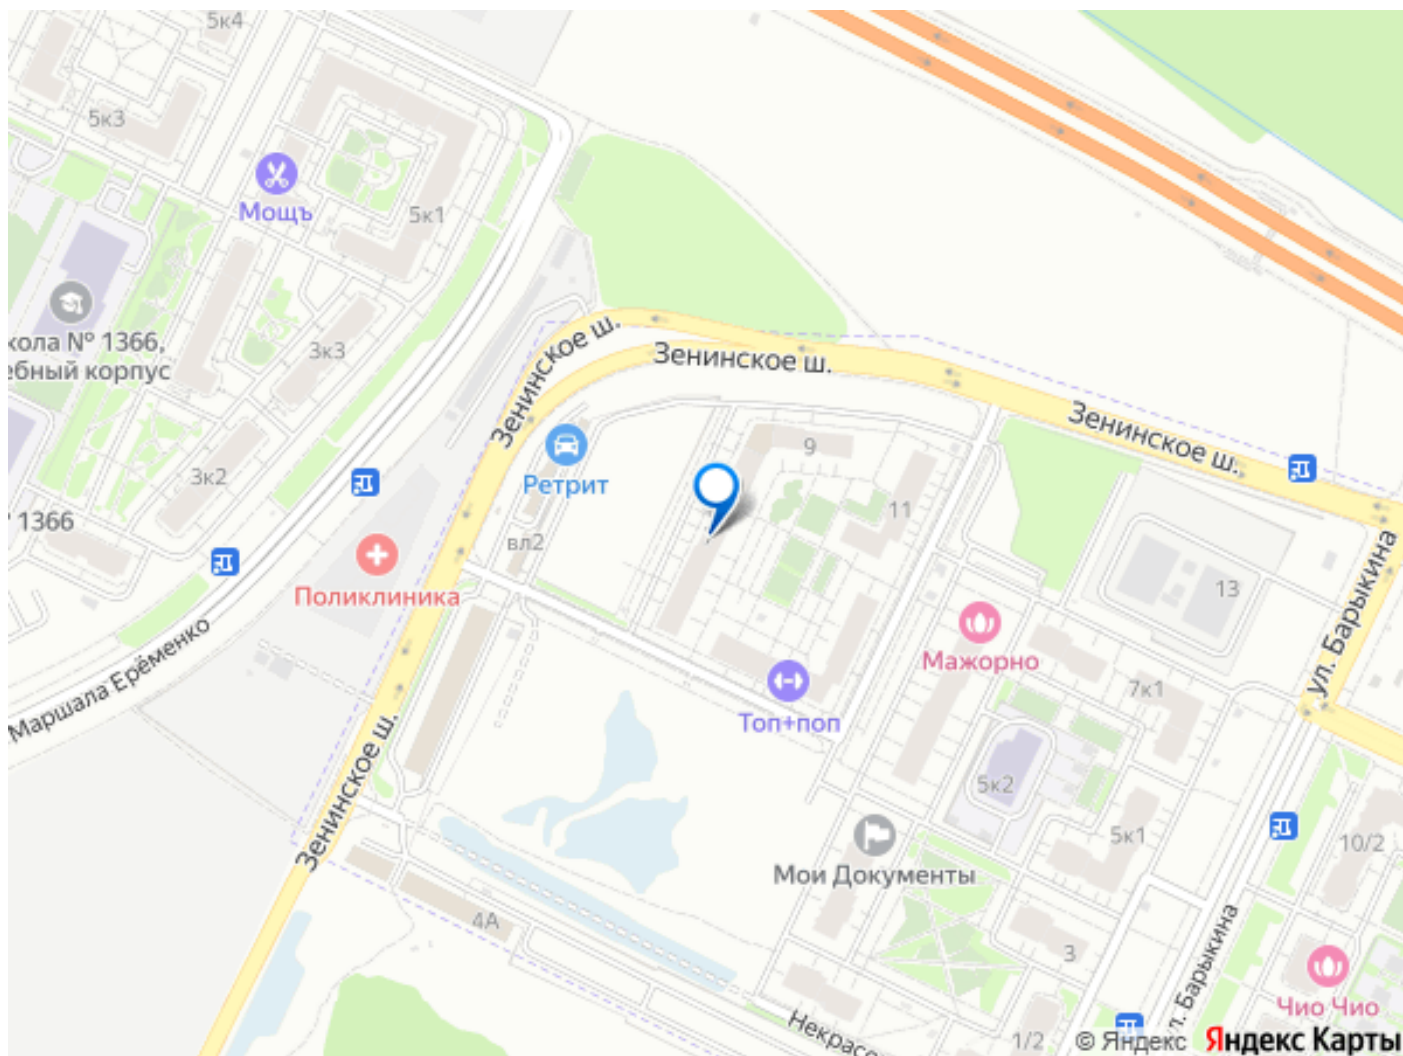 5к4
5к3
Мощъ
5к1
кола № 1366,
ебный корпус
3к3
Зенинское ш.
Зенинское ш.
Зенинское ш.
9
Ретрит
3к2
11
1366
вл2
Поликлиника
13
ул. Барыкина
Маршала Ерёменко
Мажорно
7к1
Топ+поп
Зенинское ш.
5к2
5к1
10/2
Мои Документы
4А
3
л. Барыкина
Чио Чио
Некрасо
1/2
© Яндекс Яндекс Карты